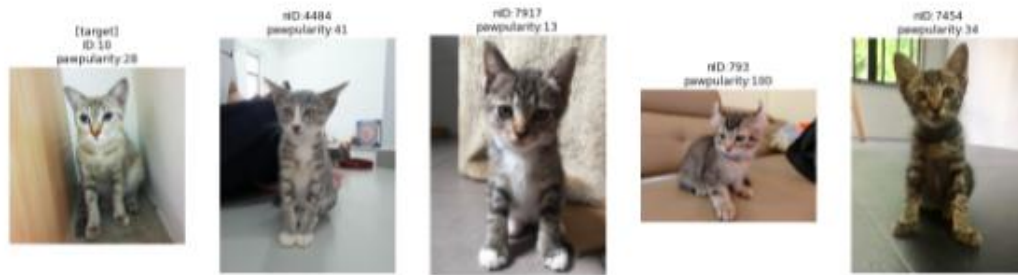 [target]
ID:10
pawpularity:28
nID:4484
pawpularity:41
nID:7917
pawpularity:13
nID:793
pawpularity:100
nID:7454
pawpularity:34